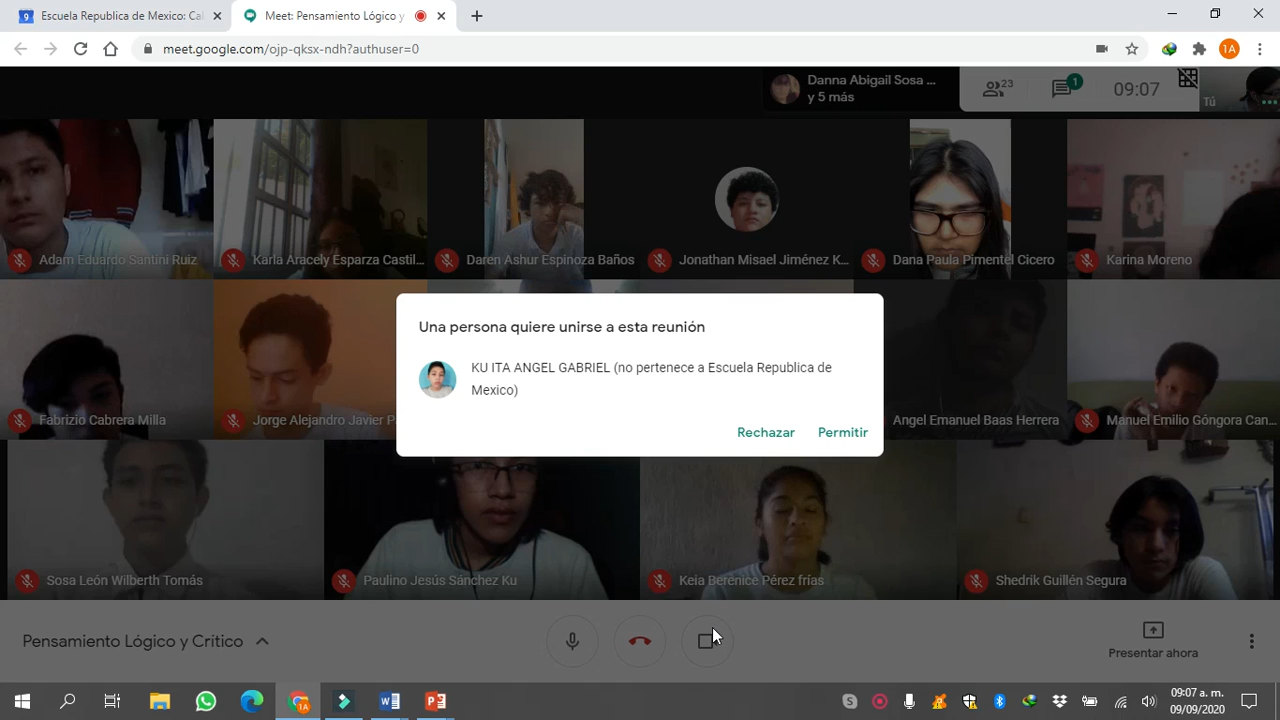 Escuela Republica de Mexico: Cal
Meet: Pensamiento Lógico y
meet.google.com/ojp-qksx-ndh?authuser=0
1A
Danna Abigail Sosa ...
y 5 más
23
1
09:07
Tú
Adam Eduardo Santini Ruiz
Karla Aracely Esparza Castil...
Daren Ashur Espinoza Baños
Jonathan Misael Jiménez K...
Dana Paula Pimentel Cicero
Karina Moreno
Una persona quiere unirse a esta reunión
KU ITA ANGEL GABRIEL (no pertenece a Escuela Republica de
Mexico)
Rechazar
Permitir
Fabrizio Cabrera Milla
Jorge Alejandro Javier P
Angel Emanuel Baas Herrera
Manuel Emilio Góngora Can...
Sosa León Wilberth Tomás
Paulino Jesús Sánchez Ku
Keia Berenice Pérez frías
Shedrik Guillén Segura
Pensamiento Lógico y Crítico
Presentar ahora
09:07 a. m.
09/09/2020